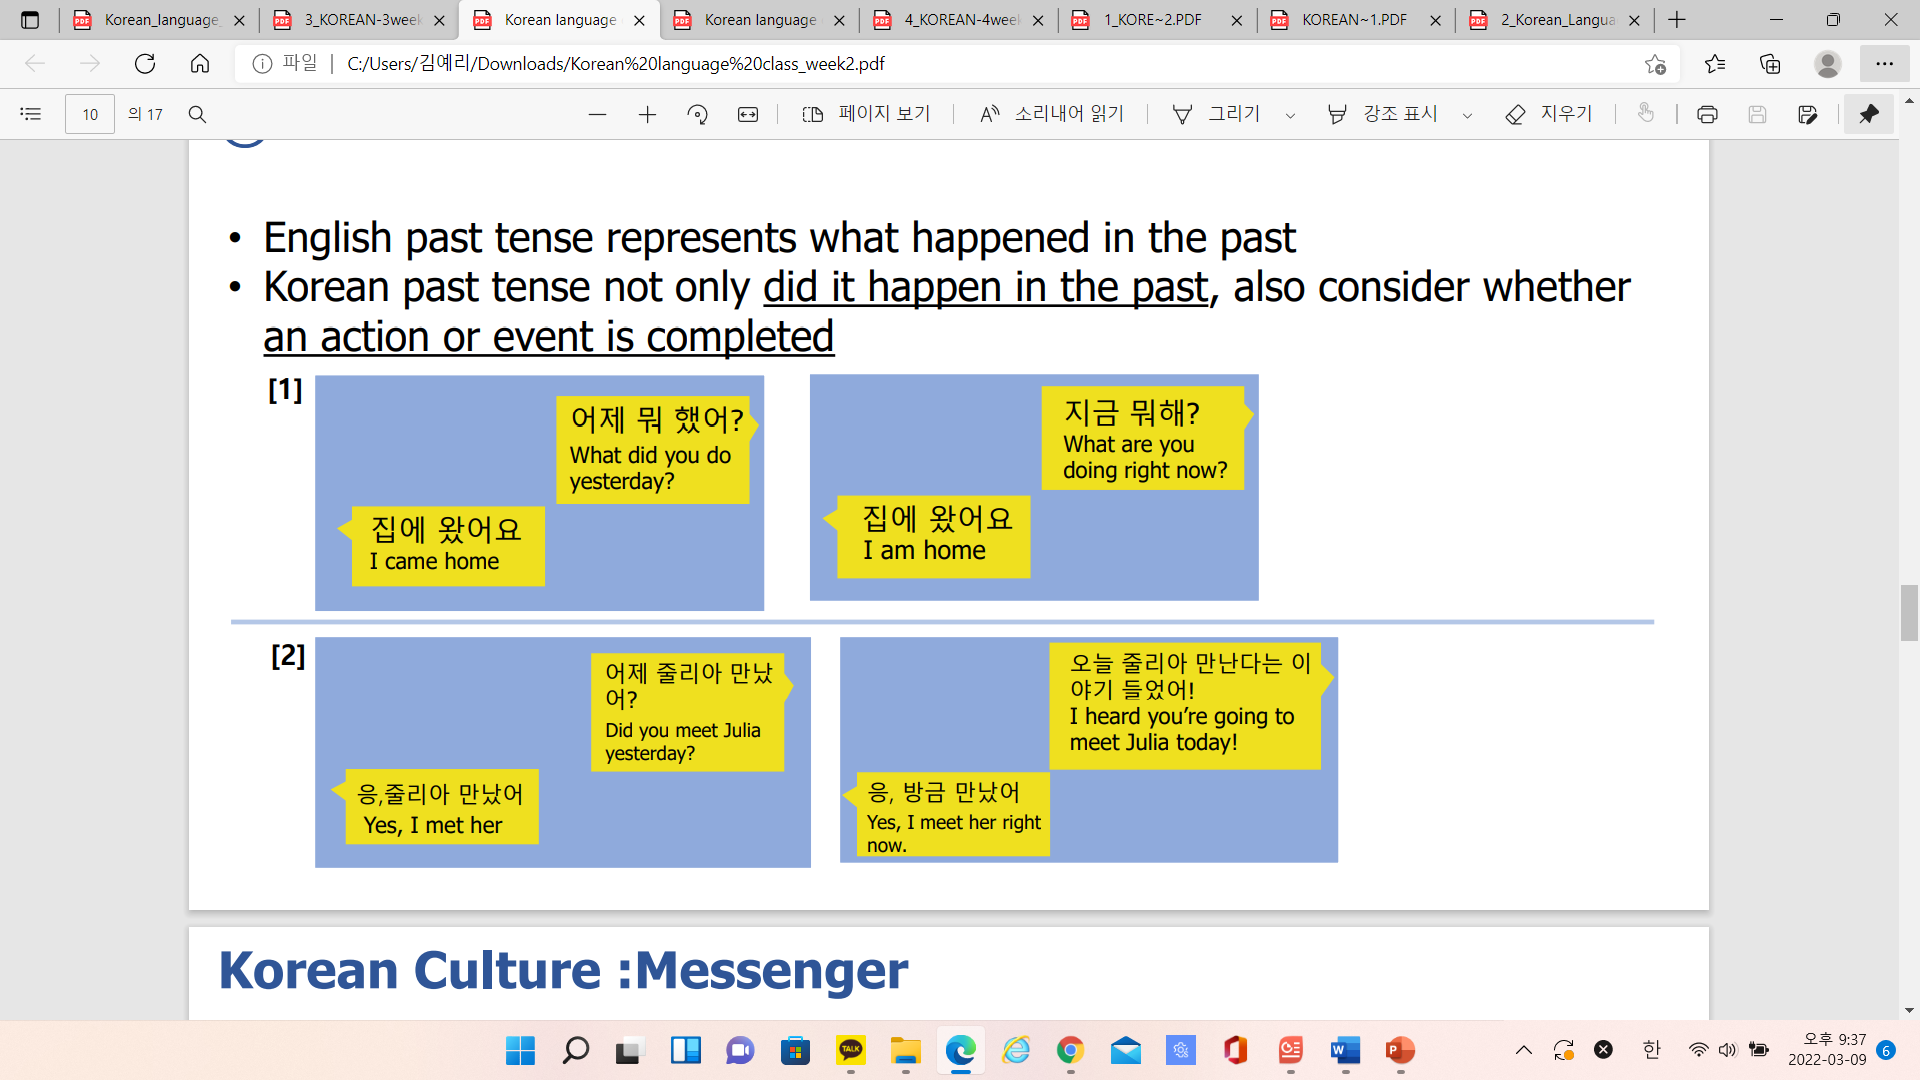 Korean_language_
3_KOREAN-3week
Korean language
Korean language
4_KOREAN-4week
1_KORE~2.PDF
KOREAN~1.PDF
2_Korean_Langua
파일
C:/Users/김예리/Downloads/Korean%20language%20class_week2.pdf
10 의 17
페이지 보기
소리내어 읽기
그리기
강조 표시
지우기
• English past tense represents what happened in the past
• Korean past tense not only did it happen in the past, also consider whether
an action or event is completed
[1]
어제 뭐 했어?
What did you do
yesterday?
집에 왔어요
I came home
지금 뭐해?
What are you
doing right now?
집에 왔어요
I am home
[2]
어제 줄리아 만났
어?
Did you meet Julia
yesterday?
응,줄리아 만났어
Yes, I met her
오늘 줄리아 만난다는 이
야기 들었어!
I heard you’re going to
meet Julia today!
응, 방금 만났어
Yes, I meet her right
now.
Korean Culture :Messenger
TALK
한
오후 9:37
2022-03-09
6